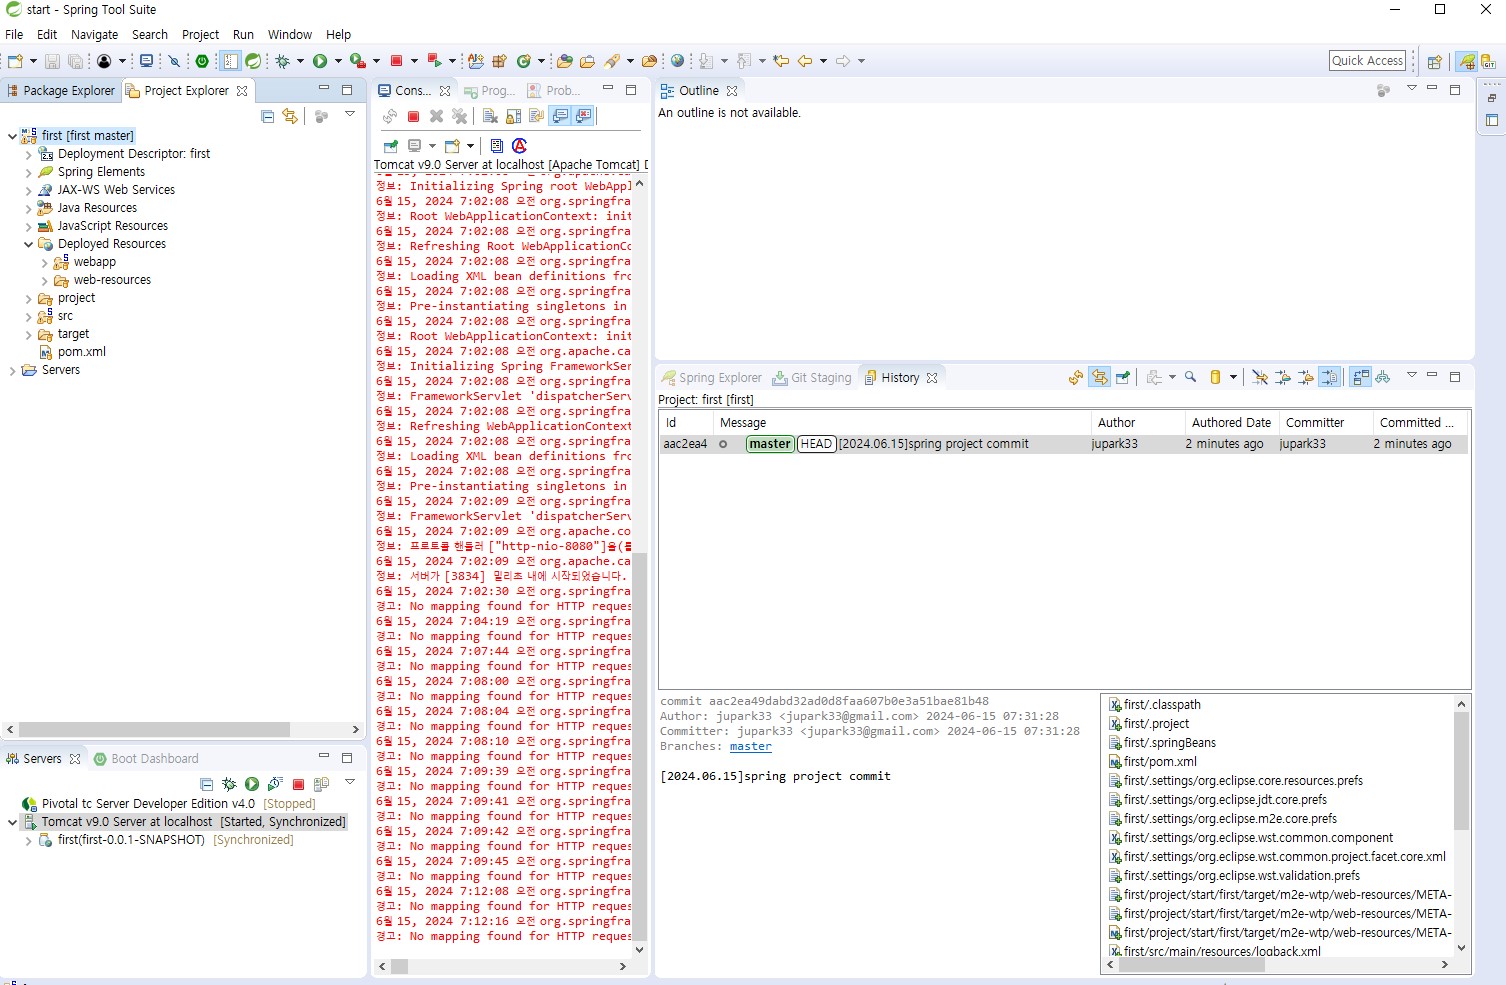 start - Spring Tool Suite
File Edit Navigate Search Project Run Window Help
Quick Access
Package Explorer Project Explorer
first [first master]
Deployment Descriptor: first
Spring Elements
JAX-WS Web Services
Java Resources
JavaScript Resources
Deployed Resources
webapp
web-resources
project
src
target
pom.xml
Servers
Servers Boot Dashboard
Pivotal tc Server Developer Edition v4.0 [Stopped]
Tomcat v9.0 Server at localhost [Started, Synchronized]
first(first-0.0.1-SNAPSHOT) [Synchronized]
Cons... Prog... Prob...
Tomcat v9.0 Server at localhost [Apache Tomcat]
정보: Initializing Spring root WebAppl
6월 15, 2024 7:02:08 오전 org.springfra
정보: Root WebApplicationContext: init
6월 15, 2024 7:02:08 오전 org.springfra
정보: Refreshing Root WebApplicationCo
6월 15, 2024 7:02:08 오전 org.springfra
정보: Loading XML bean definitions fro
6월 15, 2024 7:02:08 오전 org.springfra
정보: Pre-instantiating singletons in
6월 15, 2024 7:02:08 오전 org.springfra
정보: Root WebApplicationContext: init
6월 15, 2024 7:02:08 오전 org.apache.ca
정보: Initializing Spring FrameworkSer
6월 15, 2024 7:02:08 오전 org.springfra
정보: FrameworkServlet 'dispatcherServ
6월 15, 2024 7:02:08 오전 org.springfra
정보: Refreshing WebApplicationContext
6월 15, 2024 7:02:08 오전 org.springfra
정보: Loading XML bean definitions fro
6월 15, 2024 7:02:08 오전 org.springfra
정보: Pre-instantiating singletons in
6월 15, 2024 7:02:09 오전 org.springfra
정보: FrameworkServlet 'dispatcherServ
6월 15, 2024 7:02:09 오전 org.apache.co
정보: 프로토콜 핸들러 ["http-nio-8080"]을(를
6월 15, 2024 7:02:09 오전 org.apache.ca
정보: 서버가 [3834] 밀리초 내에 시작되었습니다.
6월 15, 2024 7:02:30 오전 org.springfra
경고: No mapping found for HTTP reques
6월 15, 2024 7:04:19 오전 org.springfra
경고: No mapping found for HTTP reques
6월 15, 2024 7:07:44 오전 org.springfra
경고: No mapping found for HTTP reques
6월 15, 2024 7:08:00 오전 org.springfra
경고: No mapping found for HTTP reques
6월 15, 2024 7:08:04 오전 org.springfra
경고: No mapping found for HTTP reques
6월 15, 2024 7:08:10 오전 org.springfra
경고: No mapping found for HTTP reques
6월 15, 2024 7:09:39 오전 org.springfra
경고: No mapping found for HTTP reques
6월 15, 2024 7:09:41 오전 org.springfra
경고: No mapping found for HTTP reques
6월 15, 2024 7:09:42 오전 org.springfra
경고: No mapping found for HTTP reques
6월 15, 2024 7:09:45 오전 org.springfra
경고: No mapping found for HTTP reques
6월 15, 2024 7:12:08 오전 org.springfra
경고: No mapping found for HTTP reques
6월 15, 2024 7:12:16 오전 org.springfra
경고: No mapping found for HTTP reques
Outline
An outline is not available.
Spring Explorer Git Staging History
Project: first [first]
Id Message Author Authored Date Committer Committed ...
aac2ea4 master HEAD [2024.06.15]spring project commit jupark33 2 minutes ago jupark33 2 minutes ago
commit aac2ea49dabd32ad0d8faa607b0e3a51bae81b48
Author: jupark33 <jupark33@gmail.com> 2024-06-15 07:31:28
Committer: jupark33 <jupark33@gmail.com> 2024-06-15 07:31:28
Branches: master
[2024.06.15]spring project commit
first/.classpath
first/.project
first/.springBeans
first/pom.xml
first/.settings/org.eclipse.core.resources.prefs
first/.settings/org.eclipse.jdt.core.prefs
first/.settings/org.eclipse.m2e.core.prefs
first/.settings/org.eclipse.wst.common.component
first/.settings/org.eclipse.wst.common.project.facet.core.xml
first/.settings/org.eclipse.wst.validation.prefs
first/project/start/first/target/m2e-wtp/web-resources/META-
first/project/start/first/target/m2e-wtp/web-resources/META-
first/project/start/first/target/m2e-wtp/web-resources/META-
first/src/main/resources/logback.xml